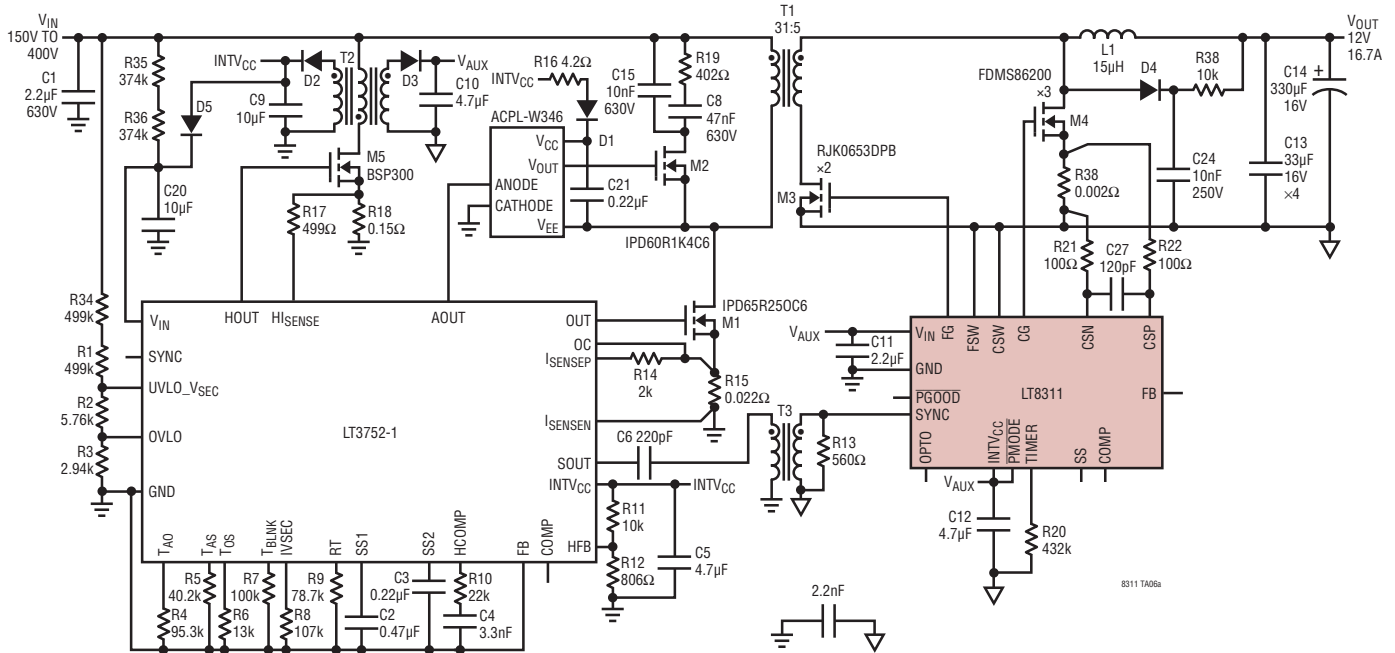 VIN
150V TO
400V
C1
2.2µF
630V
R35
374k
R36
374k
D5
C20
10µF
INTVCC
D2
C9
10µF
T2
D3
VAUX
C10
4.7µF
M5
BSP300
R17
499Ω
R18
0.15Ω
R16 4.2Ω
INTVCC
D1
ACPL-W346
VCC
VOUT
ANODE
CATHODE
VEE
C21
0.22µF
C15
10nF
630V
R19
402Ω
C8
47nF
630V
M2
IPD60R1K4C6
T1
31:5
RJK0653DPB
×2
M3
L1
15µH
FDMS86200
×3
M4
D4
R38
10k
C14
330µF
16V
+
VOUT
12V
16.7A
C13
33µF
16V
×4
C24
10nF
250V
R38
0.002Ω
R21
100Ω
C27
120pF
R22
100Ω
R34
499k
R1
499k
R2
5.76k
R3
2.94k
VIN
SYNC
UVLO_VSEC
OVLO
GND
HOUT
HISENSE
AOUT
LT3752-1
OUT
OC
ISENSEP
ISENSEN
SOUT
INTVCC
HFB
TAO
TAS
TOS
TBLNK
IVSEC
RT
SS1
SS2
HCOMP
FB
COMP
IPD65R25OC6
M1
R14
2k
R15
0.022Ω
C6 220pF
T3
R13
560Ω
INTVCC
R11
10k
R12
806Ω
C5
4.7µF
R5
40.2k
R4
95.3k
R6
13k
R7
100k
R8
107k
R9
78.7k
C2
0.47µF
C3
0.22µF
R10
22k
C4
3.3nF
2.2nF
VAUX
C11
2.2µF
VIN
FG
FSW
CSW
CG
CSN
CSP
GND
PGOOD
SYNC
LT8311
FB
OPTO
INTVCC
PMODE
TIMER
SS
COMP
VAUX
C12
4.7µF
R20
432k
8311 TA06a